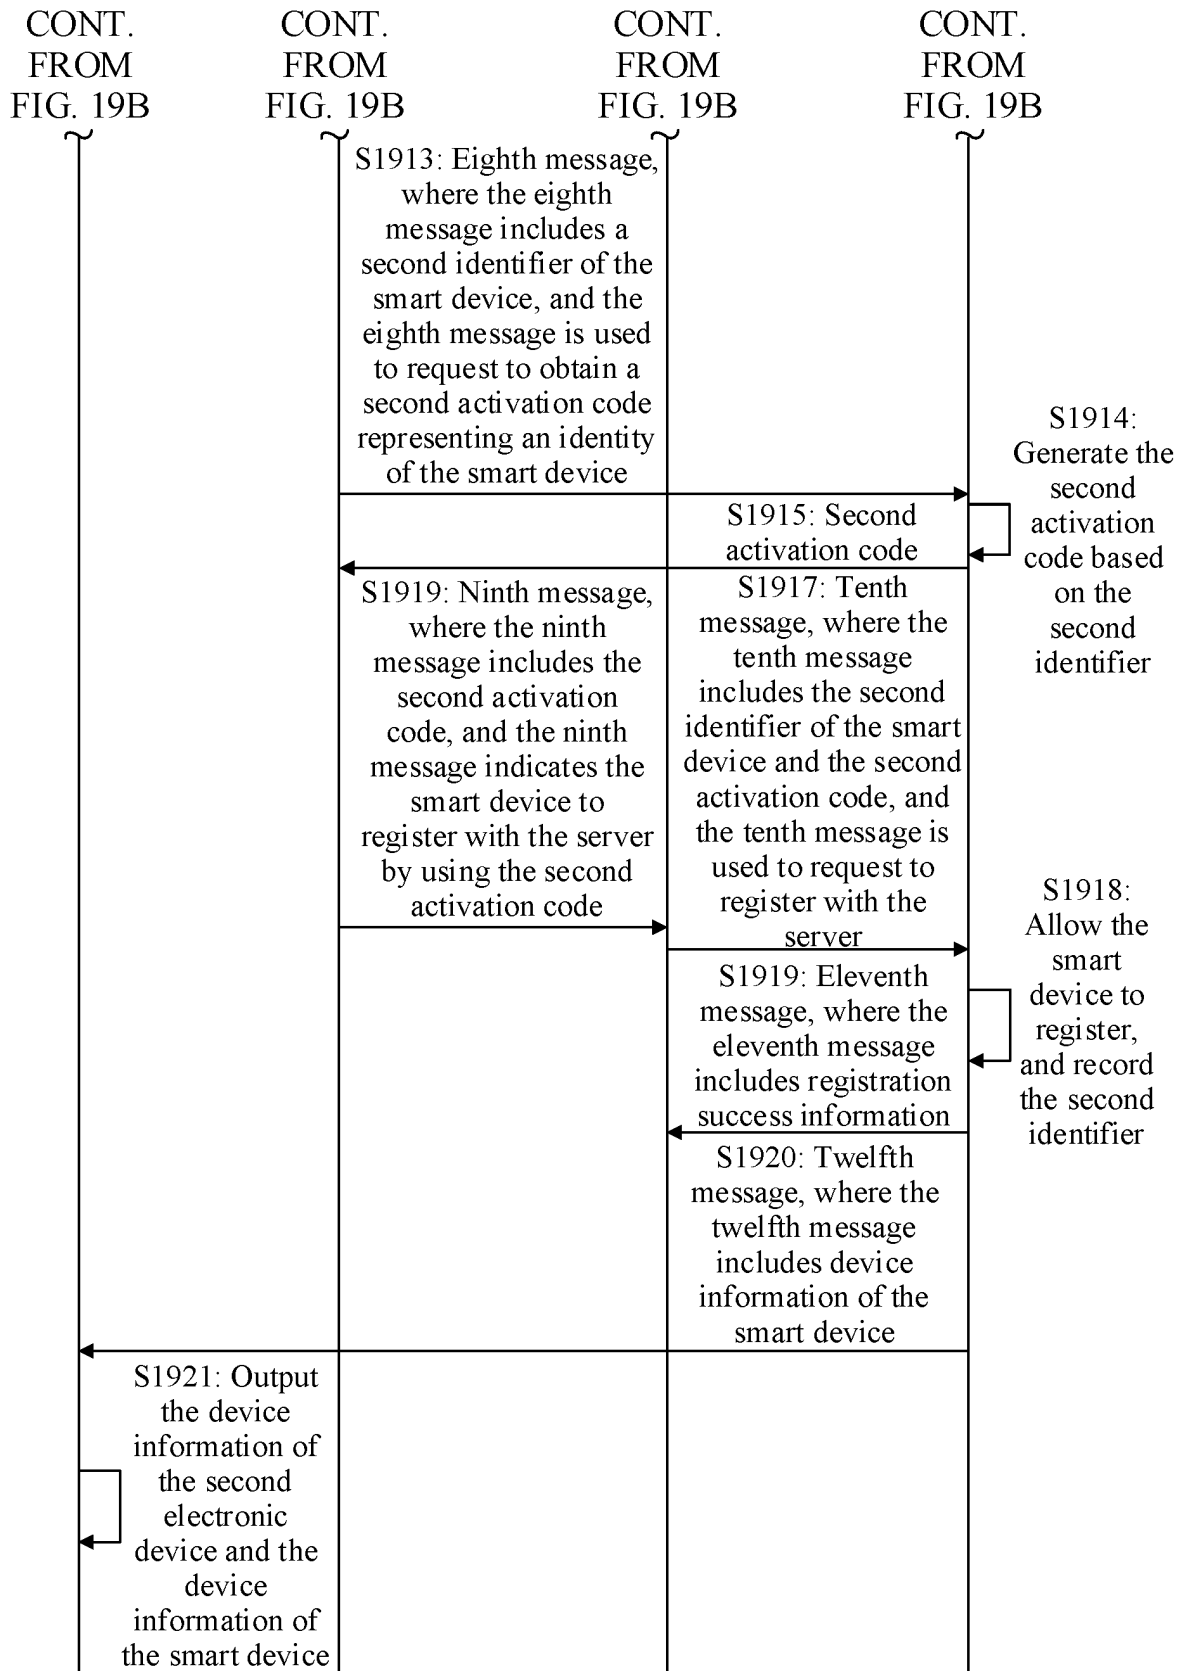 CONT.
FROM
FIG. 19B
CONT.
FROM
FIG. 19B
CONT.
FROM
FIG. 19B
CONT.
FROM
FIG. 19B
S1913: Eighth message,
where the eighth
message includes a
second identifier of the
smart device, and the
eighth message is used
to request to obtain a
second activation code
representing an identity
of the smart device
S1914:
Generate the
second
activation
code based
on the
second
identifier
S1915: Second
activation code
S1919: Ninth message,
where the ninth
message includes the
second activation
code, and the ninth
message indicates the
smart device to
register with the server
by using the second
activation code
S1917: Tenth
message, where the
tenth message
includes the second
identifier of the smart
device and the second
activation code, and
the tenth message is
used to request to
register with the
server
S1918:
Allow the
smart
device to
register,
and record
the second
identifier
S1919: Eleventh
message, where the
eleventh message
includes registration
success information
S1920: Twelfth
message, where the
twelfth message
includes device
information of the
smart device
S1921: Output
the device
information of
the second
electronic
device and the
device
information of
the smart device